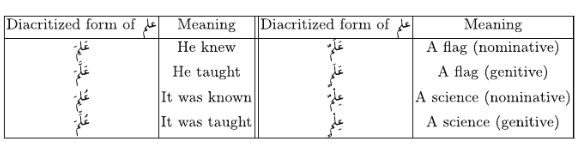 Diacritized form of علم Meaning Diacritized form of علم Meaning
عَلِمَ He knew عَلَمٌ A flag (nominative)
عَلَّمَ He taught عَلَمٍ A flag (genitive)
عُلِمَ It was known عِلْمٌ A science (nominative)
عُلِّمَ It was taught عِلْمٍ A science (genitive)